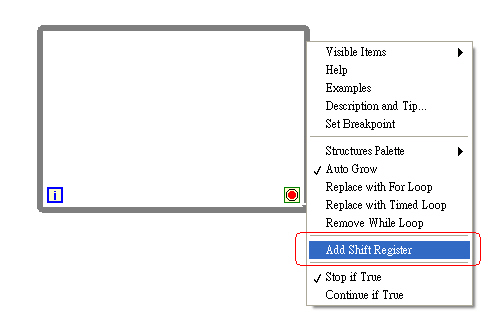 Visible Items
Help
Examples
Description and Tip...
Set Breakpoint
Structures Palette
Auto Grow
Replace with For Loop
Replace with Timed Loop
Remove While Loop
i
Add Shift Register
Stop if True
Continue if True